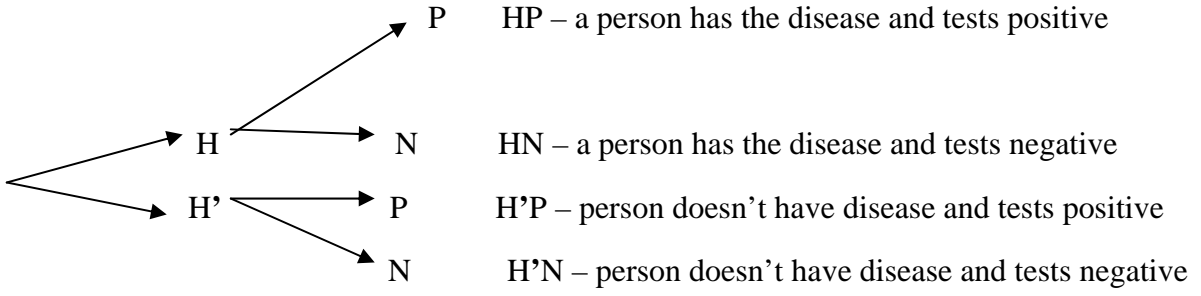 P HP – a person has the disease and tests positive
H N HN – a person has the disease and tests negative
H’ P H’P – person doesn’t have disease and tests positive
N H’N – person doesn’t have disease and tests negative